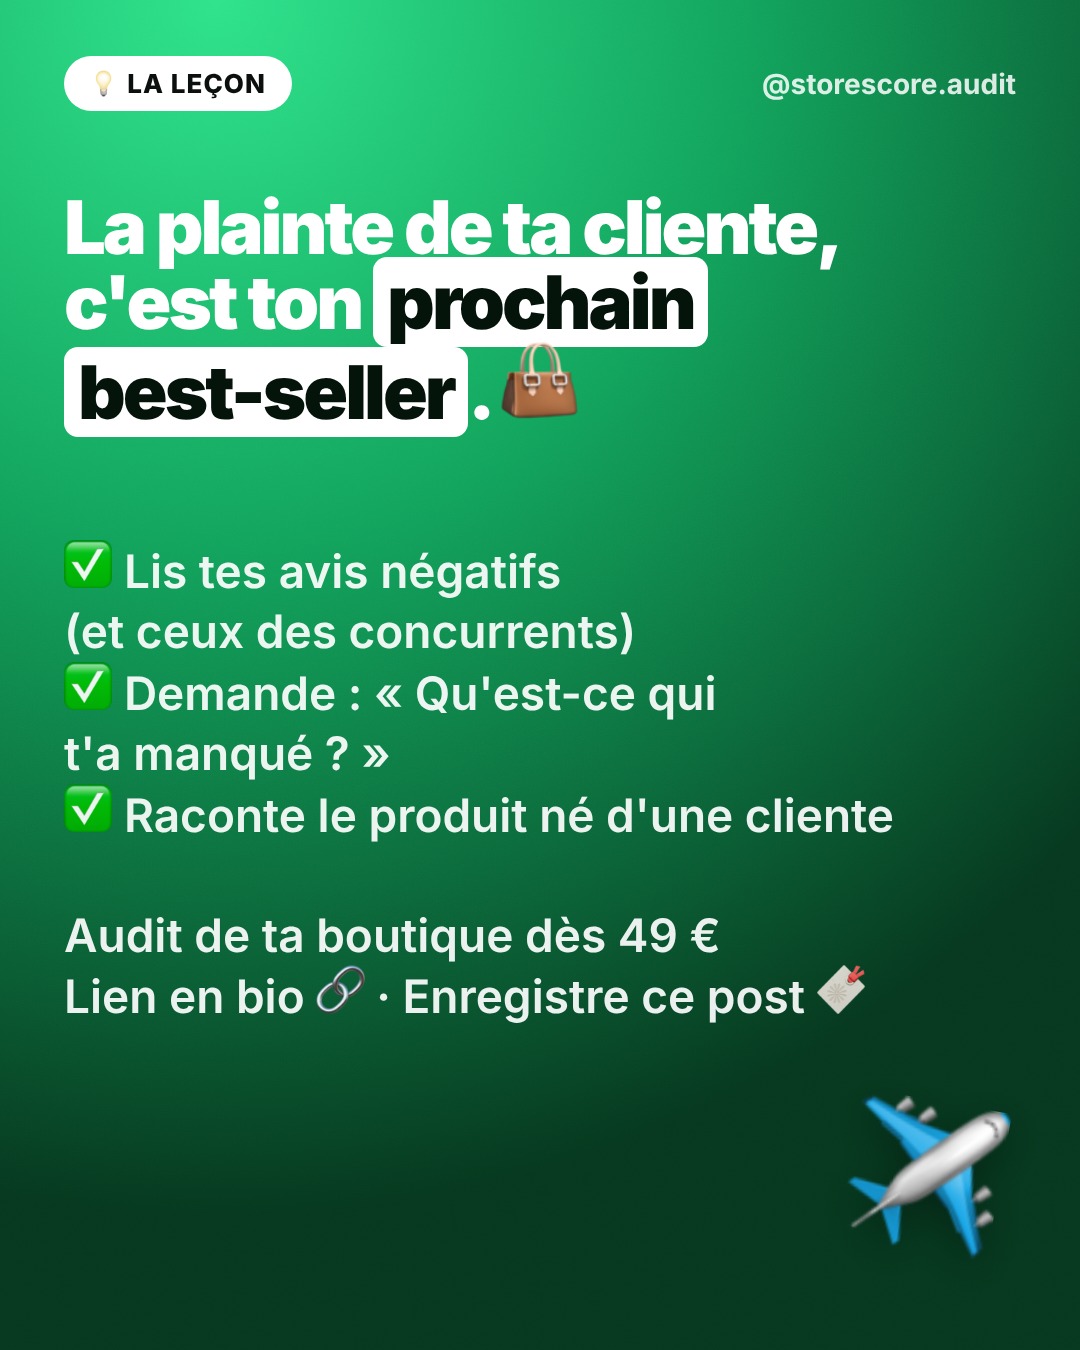 💡 LA LEÇON
@storescore.audit
La plainte de ta cliente,
c'est ton prochain
best-seller. 👜
✅ Lis tes avis négatifs
(et ceux des concurrents)
✅ Demande : « Qu'est-ce qui
t'a manqué ? »
✅ Raconte le produit né d'une cliente
Audit de ta boutique dès 49 €
Lien en bio 🔗 · Enregistre ce post 🔖